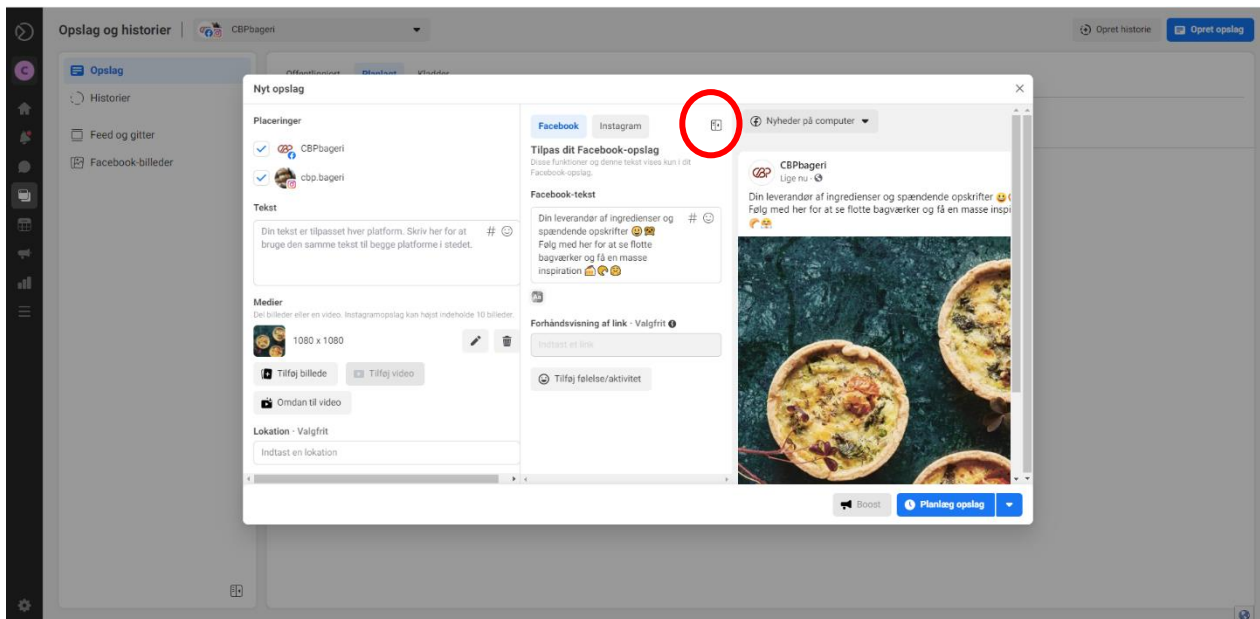 Opslag og historier
CBPbageri
Opret historie
Opret opslag
C
Opslag
Historier
Feed og gitter
Facebook-billeder
Offentliggjort
Planlagt
Kladder
Nyt opslag
Placeringer
CBPbageri
cbp.bageri
Tekst
Din tekst er tilpasset hver platform. Skriv her for at
bruge den samme tekst til begge platforme i stedet.
Medier
Del billeder eller en video. Instagramopslag kan højst indeholde 10 billeder.
1080 x 1080
Tilføj billede
Tilføj video
Omdan til video
Lokation · Valgfrit
Indtast en lokation
Facebook
Instagram
Tilpas dit Facebook-opslag
Disse funktioner og denne tekst vises kun i dit
Facebook-opslag.
Facebook-tekst
Din leverandør af ingredienser og
spændende opskrifter
Følg med her for at se flotte
bagværker og få en masse
inspiration
Forhåndsvisning af link · Valgfrit
Indtast et link
Tilføj følelse/aktivitet
Nyheder på computer
CBP
CBPbageri
Lige nu ·
Din leverandør af ingredienser og spændende opskrifter
Følg med her for at se flotte bagværker og få en masse inspi
Boost
Planlæg opslag